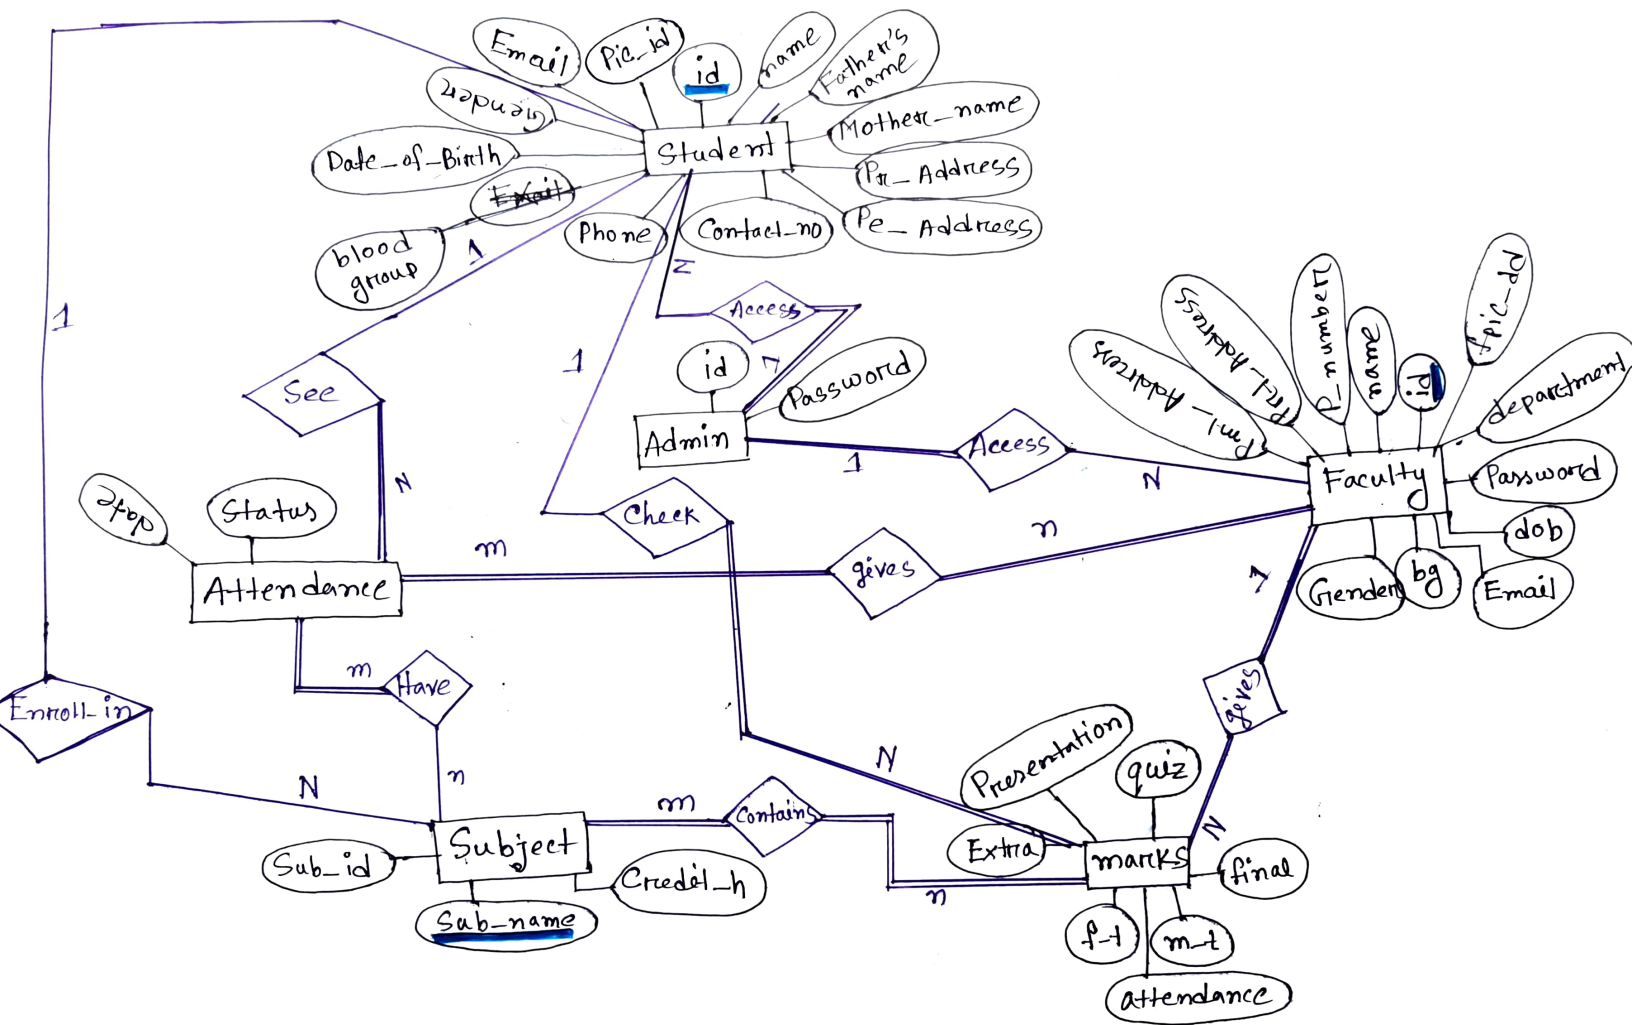 Email
Pic_id
id
name
Father's
name
Gender
Mother_name
Date_of_Birth
Student
Pr_Address
Email
Phone
Contact_no
Pe_Address
blood
group
1
1
N
Access
1
1
id
Password
Admin
See
N
1
Access
N
Pr_Address
P_number
name
id
fpic_id
department
Faculty
Password
dob
Gender
bg
Email
date
Status
Attendance
Check
m
gives
n
1
gives
N
m
Have
n
Enroll_in
N
N
Presentation
quiz
Extra
marks
final
f_t
m_t
attendance
m
Contains
n
Subject
Sub_id
Credit_h
Sub_name